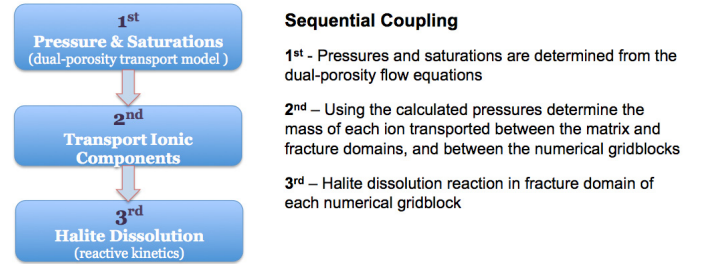 1st
Pressure & Saturations
(dual-porosity transport model )
2nd
Transport Ionic
Components
3rd
Halite Dissolution
(reactive kinetics)
Sequential Coupling
1st - Pressures and saturations are determined from the
dual-porosity flow equations
2nd – Using the calculated pressures determine the
mass of each ion transported between the matrix and
fracture domains, and between the numerical gridblocks
3rd – Halite dissolution reaction in fracture domain of
each numerical gridblock